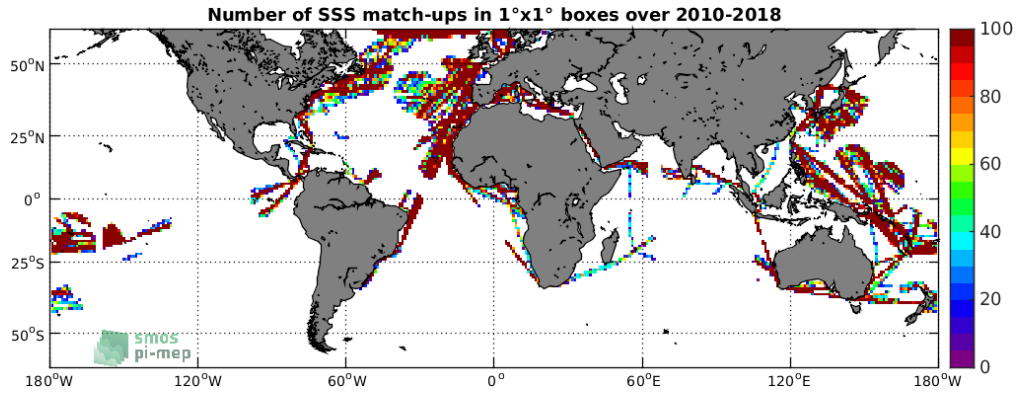 Number of SSS match-ups in 1°x1° boxes over 2010-2018
100
50°N
80
25°N
60
0°
40
25°S
20
50°S
smos
pi-mep
0
180°W 120°W 60°W 0° 60°E 120°E 180°W